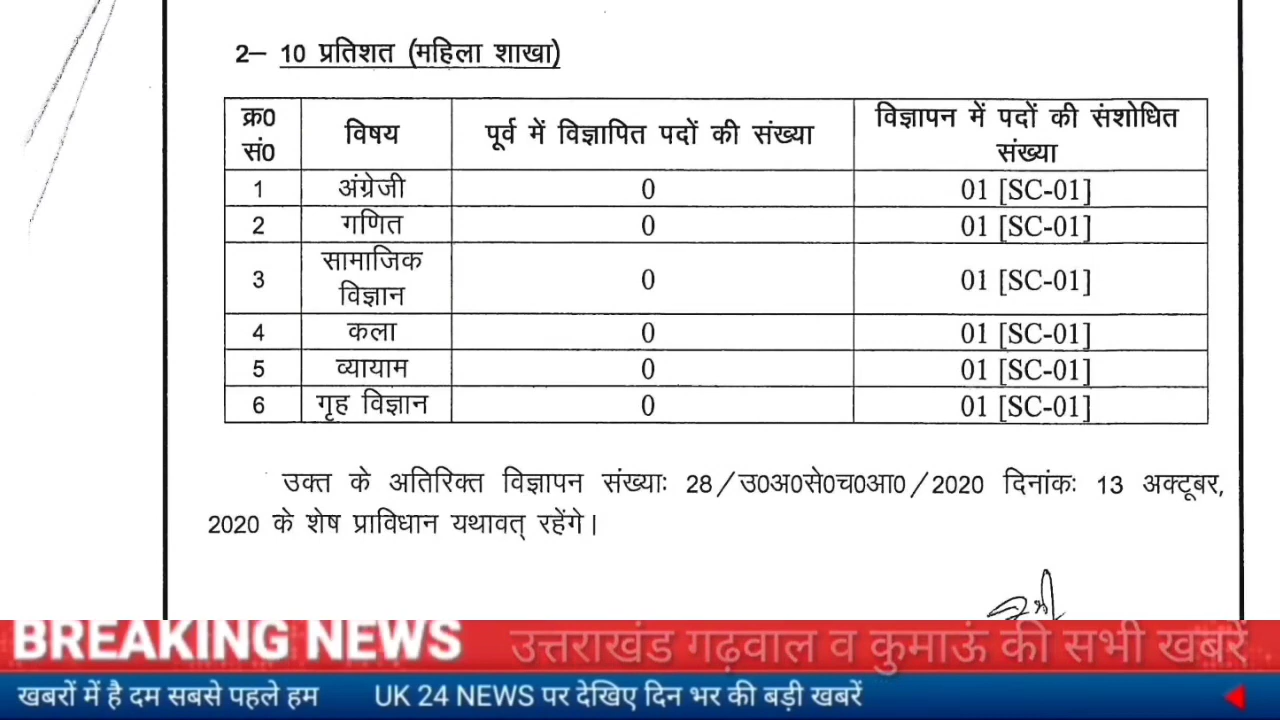 2– 10 प्रतिशत (महिला शाखा)
क्र0 सं0 विषय पूर्व में विज्ञापित पदों की संख्या विज्ञापन में पदों की संशोधित संख्या
1 अंग्रेजी 0 01 [SC-01]
2 गणित 0 01 [SC-01]
3 सामाजिक विज्ञान 0 01 [SC-01]
4 कला 0 01 [SC-01]
5 व्यायाम 0 01 [SC-01]
6 गृह विज्ञान 0 01 [SC-01]
उक्त के अतिरिक्त विज्ञापन संख्याः 28/उ0अ0से0च0आ0/2020 दिनांकः 13 अक्टूबर,
2020 के शेष प्राविधान यथावत् रहेंगे।
BREAKING NEWS उत्तराखंड गढ़वाल व कुमाऊं की सभी खबरें
खबरों में है दम सबसे पहले हम UK 24 NEWS पर देखिए दिन भर की बड़ी खबरें